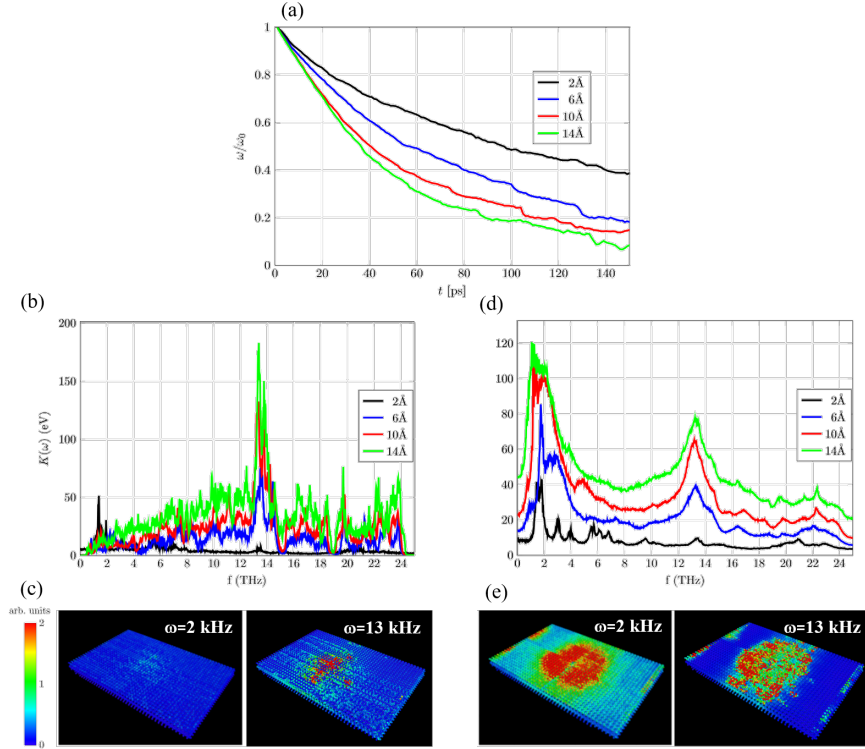 (a)
1
0.8
0.6
0.4
0.2
0
ω/ω0
2Å
6Å
10Å
14Å
0 20 40 60 80 100 120 140
t [ps]
(b)
200
150
100
50
0
K(ω) (eV)
2Å
6Å
10Å
14Å
0 2 4 6 8 10 12 14 16 18 20 22 24
f (THz)
(d)
120
100
80
60
40
20
0
2Å
6Å
10Å
14Å
0 2 4 6 8 10 12 14 16 18 20 22 24
f (THz)
(c)
arb. units
2
1
0
ω=2 kHz
ω=13 kHz
(e)
ω=2 kHz
ω=13 kHz